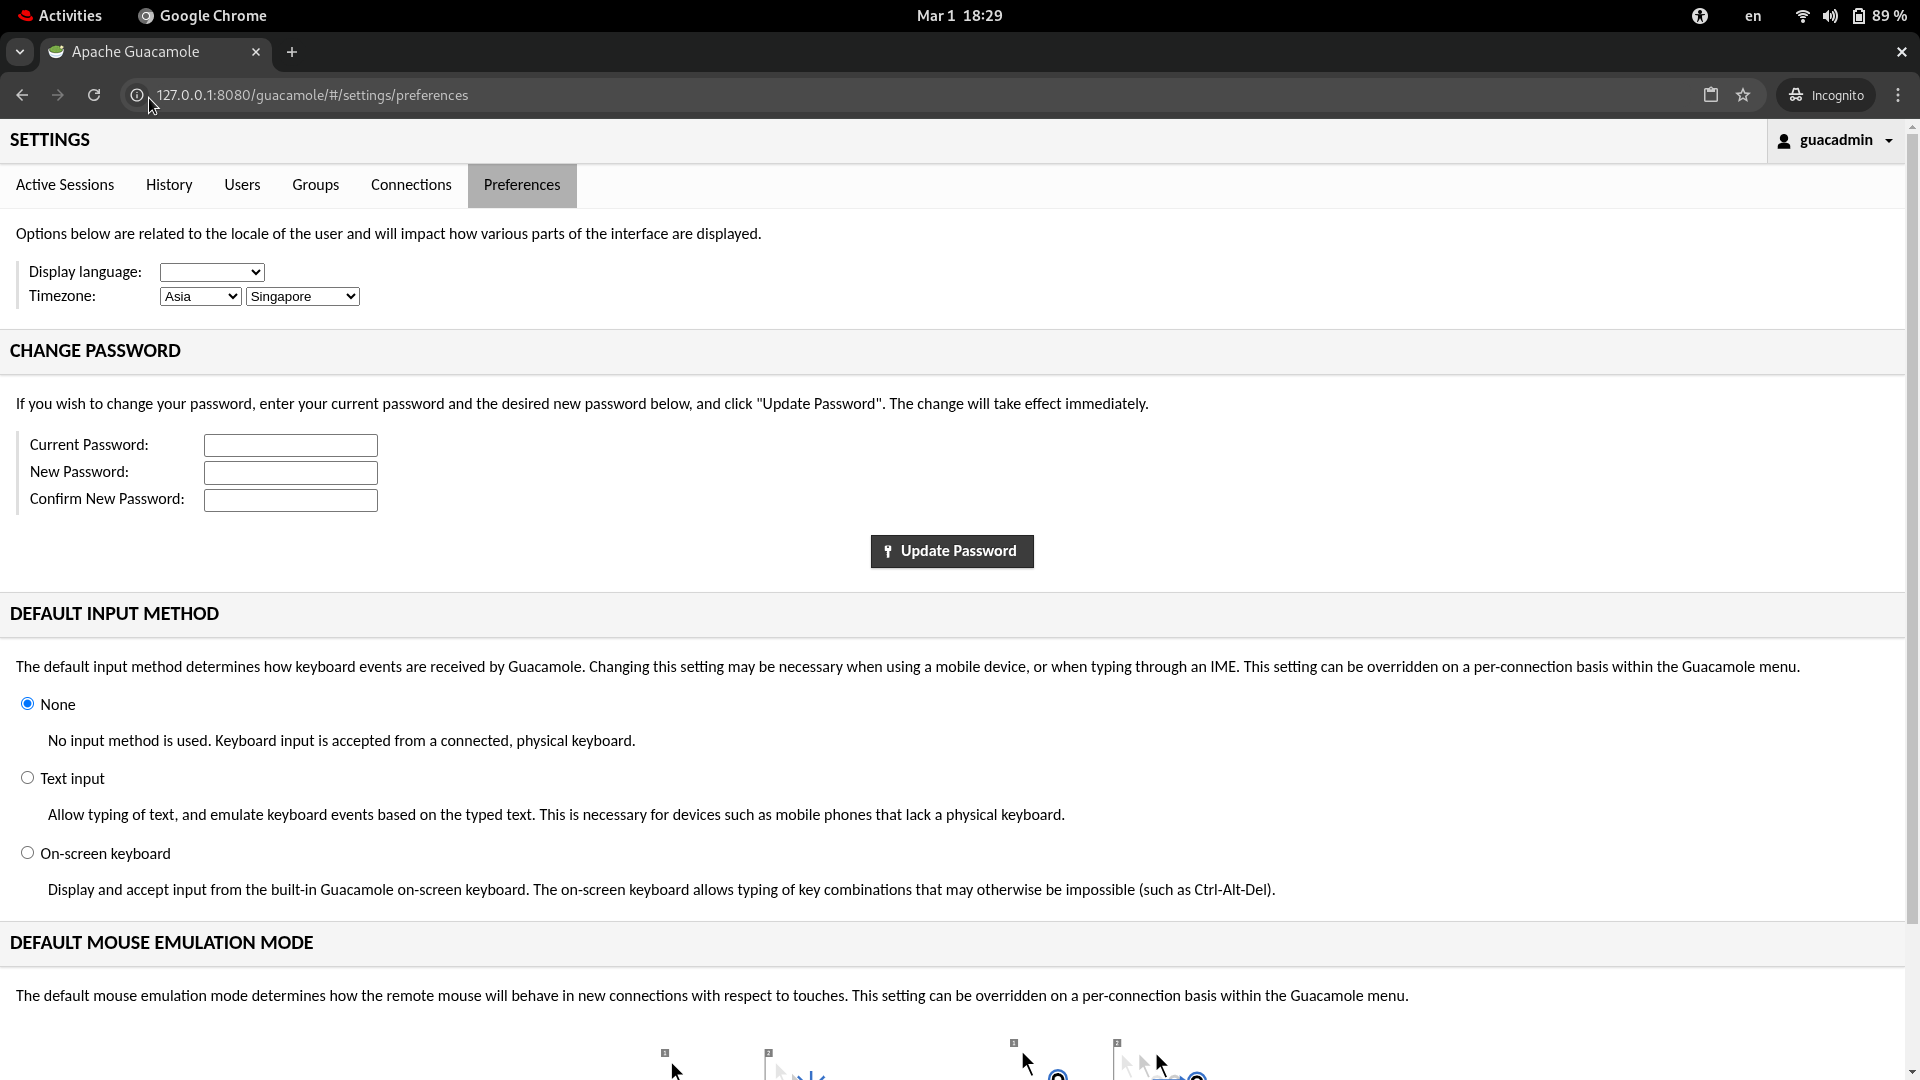 Activities
Google Chrome
Mar 1 18:29
en
89 %
Apache Guacamole
127.0.0.1:8080/guacamole/#/settings/preferences
Incognito
SETTINGS
guacadmin
Active Sessions
History
Users
Groups
Connections
Preferences
Options below are related to the locale of the user and will impact how various parts of the interface are displayed.
Display language:
Timezone: Asia Singapore
CHANGE PASSWORD
If you wish to change your password, enter your current password and the desired new password below, and click "Update Password". The change will take effect immediately.
Current Password:
New Password:
Confirm New Password:
Update Password
DEFAULT INPUT METHOD
The default input method determines how keyboard events are received by Guacamole. Changing this setting may be necessary when using a mobile device, or when typing through an IME. This setting can be overridden on a per-connection basis within the Guacamole menu.
None
No input method is used. Keyboard input is accepted from a connected, physical keyboard.
Text input
Allow typing of text, and emulate keyboard events based on the typed text. This is necessary for devices such as mobile phones that lack a physical keyboard.
On-screen keyboard
Display and accept input from the built-in Guacamole on-screen keyboard. The on-screen keyboard allows typing of key combinations that may otherwise be impossible (such as Ctrl-Alt-Del).
DEFAULT MOUSE EMULATION MODE
The default mouse emulation mode determines how the remote mouse will behave in new connections with respect to touches. This setting can be overridden on a per-connection basis within the Guacamole menu.
1
2
1
2